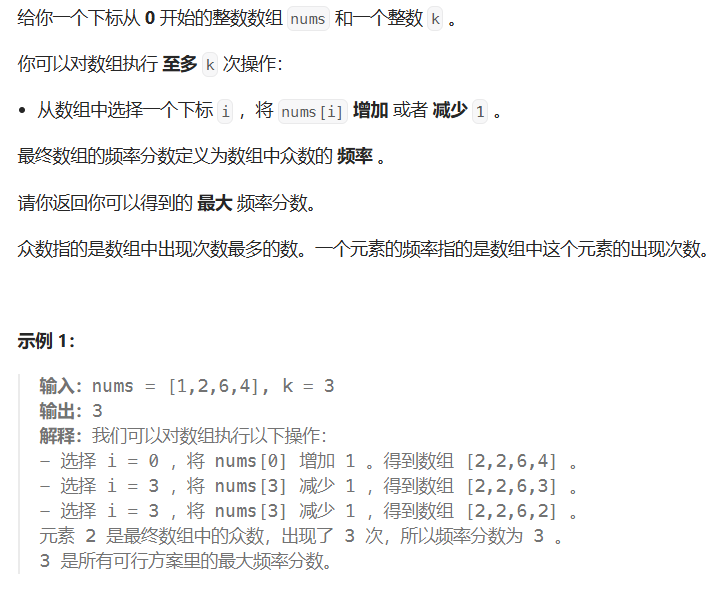 给你一个下标从 0 开始的整数数组 nums 和一个整数 k 。
你可以对数组执行 至多 k 次操作:
• 从数组中选择一个下标 i ，将 nums[i] 增加 或者 减少 1 。
最终数组的频率分数定义为数组中众数的 频率 。
请你返回你可以得到的 最大 频率分数。
众数指的是数组中出现次数最多的数。一个元素的频率指的是数组中这个元素的出现次数。
示例 1：
输入：nums = [1,2,6,4], k = 3
输出：3
解释：我们可以对数组执行以下操作：
- 选择 i = 0 ，将 nums[0] 增加 1 。得到数组 [2,2,6,4] 。
- 选择 i = 3 ，将 nums[3] 减少 1 ，得到数组 [2,2,6,3] 。
- 选择 i = 3 ，将 nums[3] 减少 1 ，得到数组 [2,2,6,2] 。
元素 2 是最终数组中的众数，出现了 3 次，所以频率分数为 3 。
3 是所有可行方案里的最大频率分数。